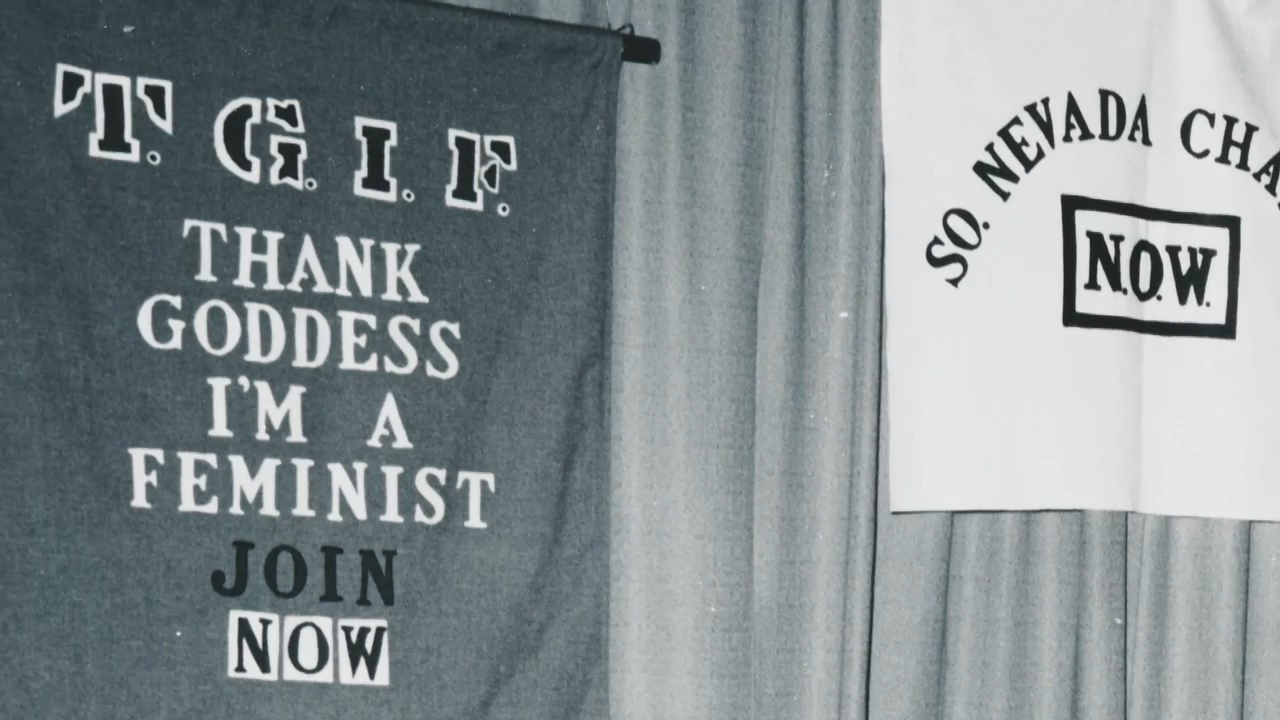 T. G. I. F.
THANK
GODDESS
I'M A
FEMINIST
JOIN
NOW
SO. NEVADA
N.O.W.